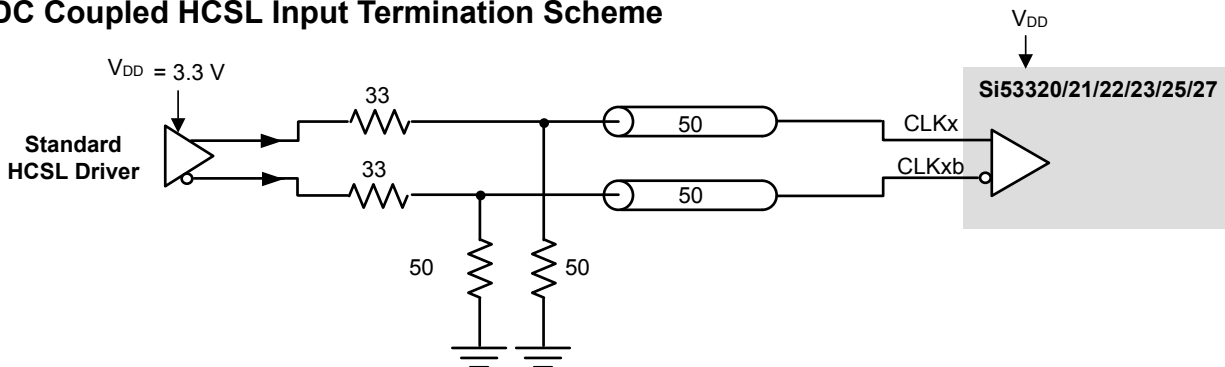 DC Coupled HCSL Input Termination Scheme
VDD
VDD = 3.3 V
Si53320/21/22/23/25/27
33
Standard
HCSL Driver
50
CLKx
33
CLKxb
50
50
50